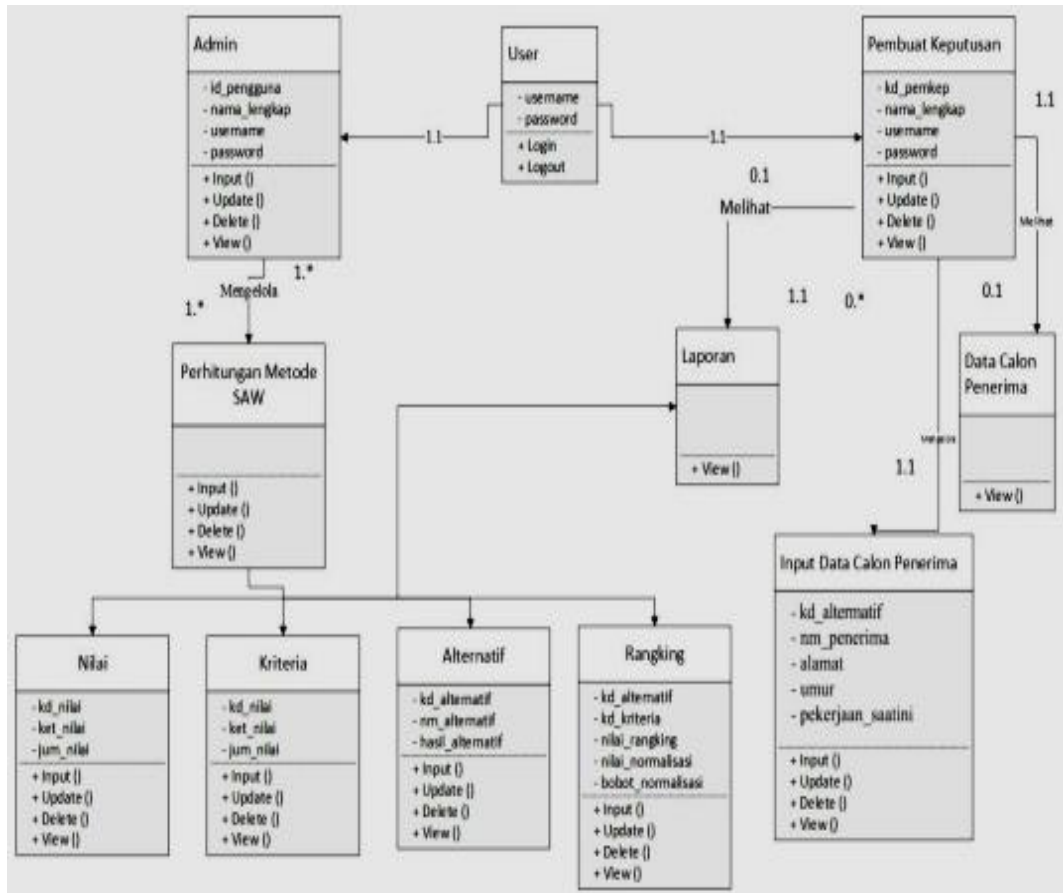 Admin
- id_pengguna
- nama_lengkap
- username
- password
+ Input ()
+ Update ()
+ Delete ()
+ View ()
User
- username
- password
+ Login
+ Logout
Pembuat Keputusan
- kd_pemkep
- nama_lengkap
- username
- password
+ Input ()
+ Update ()
+ Delete ()
+ View ()
1.1
1.1
1.1
0.1
Melihat
Melihat
1.*
Mengelola
1.*
1.1
0.*
0.1
Perhitungan Metode
SAW
+ Input ()
+ Update ()
+ Delete ()
+ View ()
Laporan
+ View ()
Data Calon
Penerima
+ View ()
1.1
Input Data Calon Penerima
- kd_alternatif
- nm_penerima
- alamat
- umur
- pekerjaan_saatini
+ Input ()
+ Update ()
+ Delete ()
+ View ()
Nilai
- kd_nilai
- ket_nilai
- jum_nilai
+ Input ()
+ Update ()
+ Delete ()
+ View ()
Kriteria
- kd_nilai
- ket_nilai
- jum_nilai
+ Input ()
+ Update ()
+ Delete ()
+ View ()
Alternatif
- kd_alternatif
- nm_alternatif
- hasil_alternatif
+ Input ()
+ Update ()
+ Delete ()
+ View ()
Rangking
- kd_alternatif
- kd_kriteria
- nilai_rangking
- nilai_normalisasi
- bobot_normalisasi
+ Input ()
+ Update ()
+ Delete ()
+ View ()